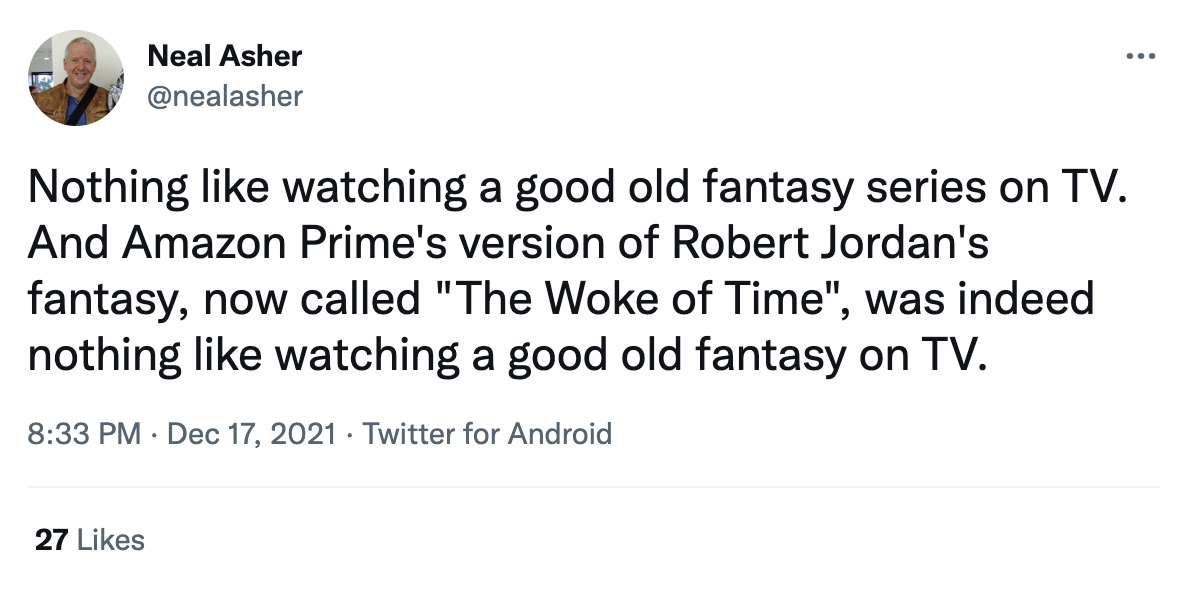 Neal Asher
@nealasher
Nothing like watching a good old fantasy series on TV.
And Amazon Prime's version of Robert Jordan's
fantasy, now called "The Woke of Time", was indeed
nothing like watching a good old fantasy on TV.
8:33 PM · Dec 17, 2021 · Twitter for Android
27 Likes